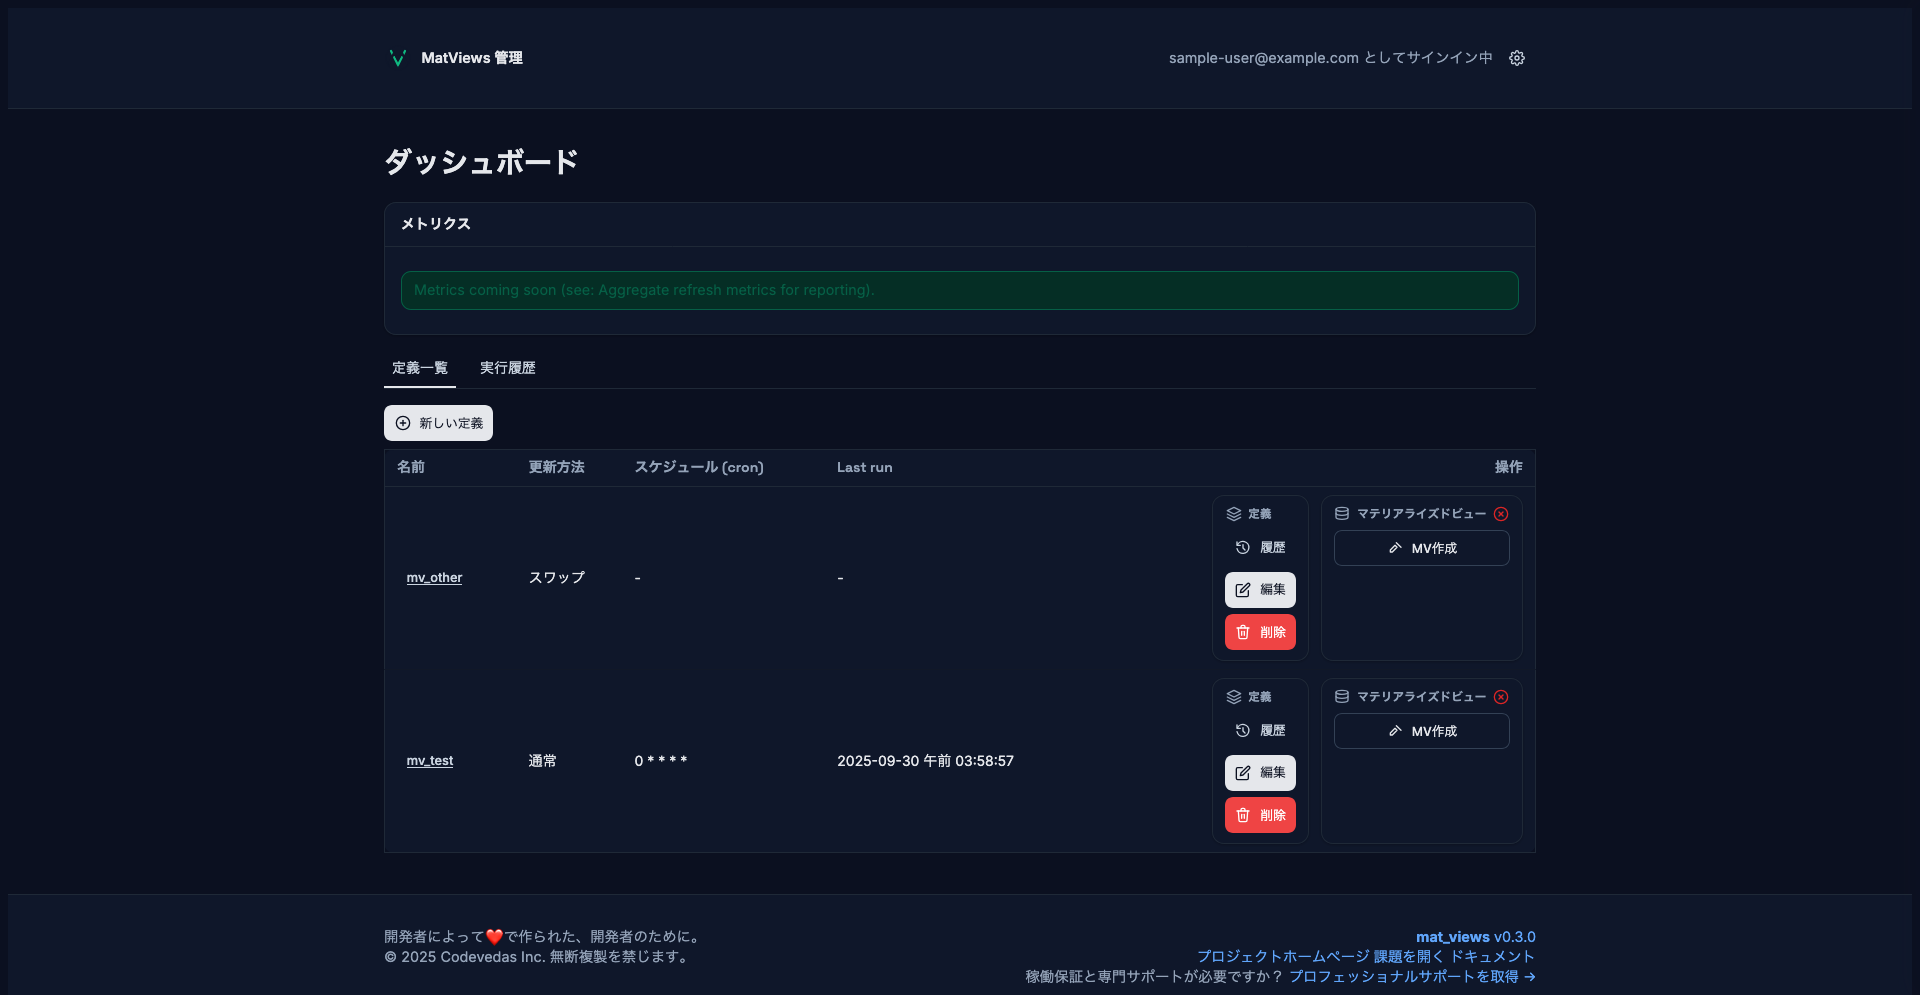 MatViews 管理
sample-user@example.com としてサインイン中
ダッシュボード
メトリクス
Metrics coming soon (see: Aggregate refresh metrics for reporting).
定義一覧 実行履歴
新しい定義
名前 更新方法 スケジュール (cron) Last run 操作
定義 マテリアライズドビュー
履歴 MV作成
mv_other スワップ - -
編集
削除
定義 マテリアライズドビュー
履歴 MV作成
mv_test 通常 0 * * * * 2025-09-30 午前 03:58:57
編集
削除
開発者によって❤️で作られた、開発者のために。
© 2025 Codevedas Inc. 無断複製を禁じます。
mat_views v0.3.0
プロジェクトホームページ 課題を開く ドキュメント
稼働保証と専門サポートが必要ですか？ プロフェッショナルサポートを取得 →